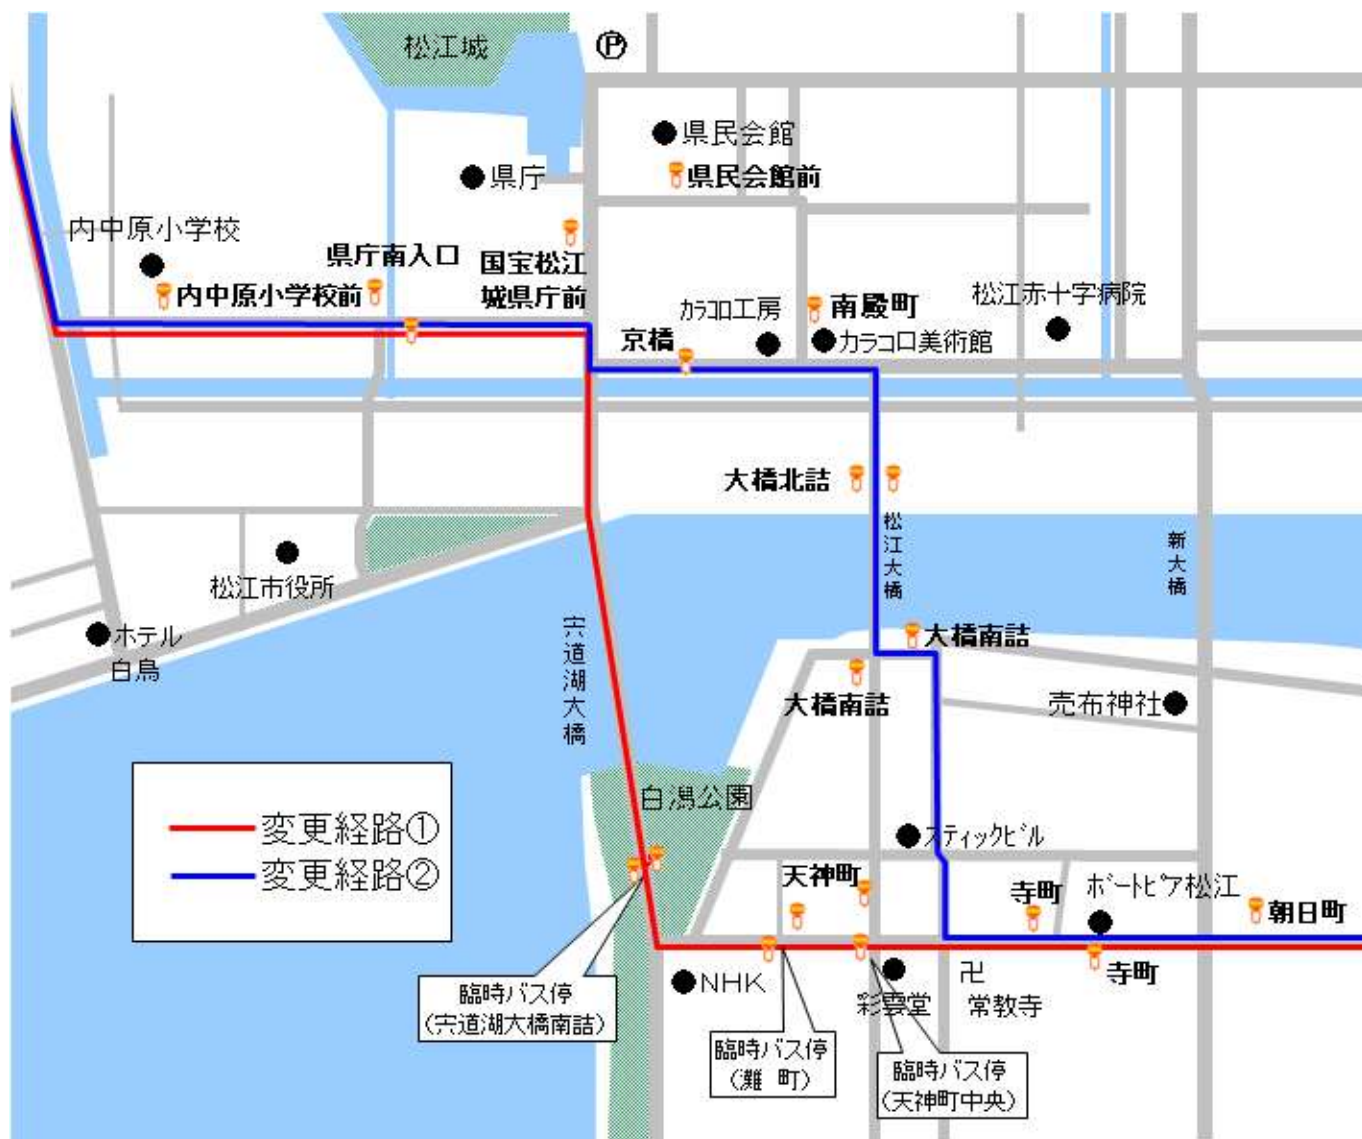 松江城
Ⓟ
県民会館
県民会館前
県庁
内中原小学校
県庁南入口
国宝松江
城県庁前
内中原小学校前
カラコロ工房
南殿町
松江赤十字病院
京橋
カラコロ美術館
大橋北詰
松江大橋
新大橋
松江市役所
ホテル
白鳥
宍道湖大橋
大橋南詰
大橋南詰
売布神社
変更経路①
変更経路②
白潟公園
スティックビル
天神町
寺町
ボートピア松江
朝日町
NHK
彩雲堂
卍
常教寺
寺町
臨時バス停
(宍道湖大橋南詰)
臨時バス停
(灘 町)
臨時バス停
(天神町中央)